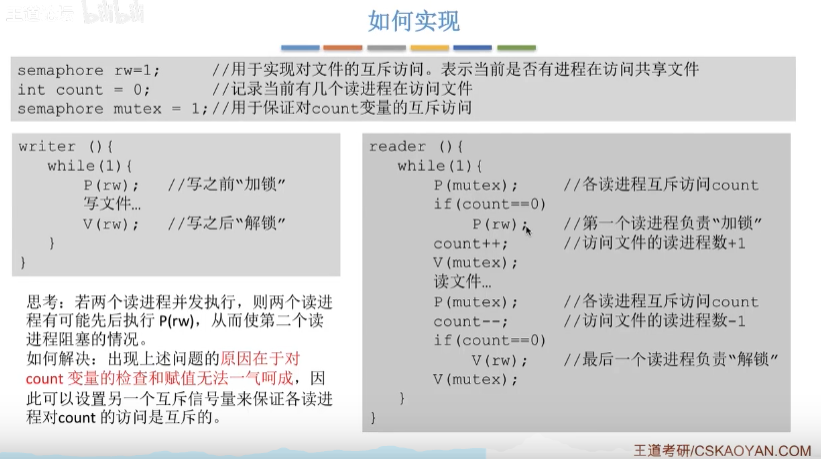 如何实现
semaphore rw=1; //用于实现对文件的互斥访问。表示当前是否有进程在访问共享文件
int count = 0; //记录当前有几个读进程在访问文件
semaphore mutex = 1;//用于保证对count变量的互斥访问
writer (){
while(1){
P(rw); //写之前“加锁”
写文件…
V(rw); //写之后“解锁”
}
}
思考：若两个读进程并发执行，则两个读进
程有可能先后执行 P(rw)，从而使第二个读
进程阻塞的情况。
如何解决：出现上述问题的原因在于对
count 变量的检查和赋值无法一气呵成，因
此可以设置另一个互斥信号量来保证各读进
程对count 的访问是互斥的。
reader (){
while(1){
P(mutex); //各读进程互斥访问count
if(count==0)
P(rw); //第一个读进程负责“加锁”
count++; //访问文件的读进程数+1
V(mutex);
读文件…
P(mutex); //各读进程互斥访问count
count--; //访问文件的读进程数-1
if(count==0)
V(rw); //最后一个读进程负责“解锁”
V(mutex);
}
}
王道考研/CSKAOYAN.COM